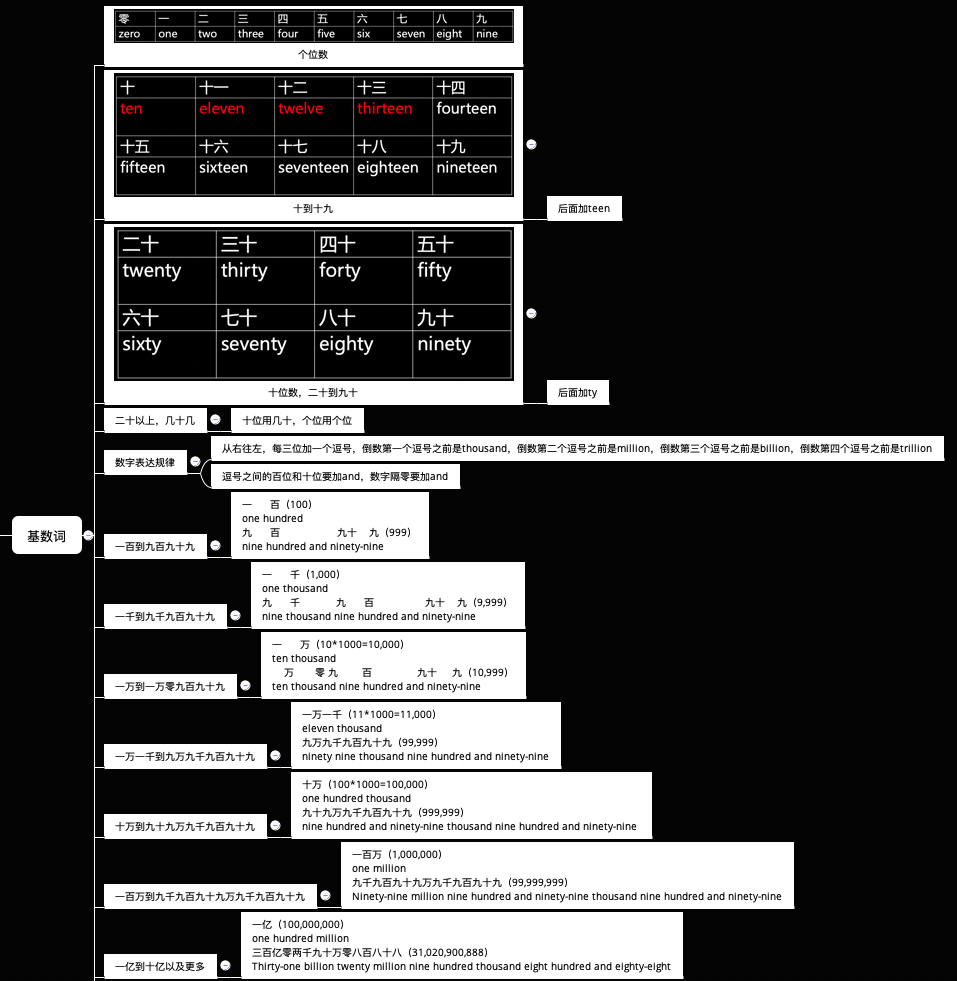 零 一 二 三 四 五 六 七 八 九
zero one two three four five six seven eight nine
个位数
十 十一 十二 十三 十四
ten eleven twelve thirteen fourteen
十五 十六 十七 十八 十九
fifteen sixteen seventeen eighteen nineteen
十到十九
后面加teen
二十 三十 四十 五十
twenty thirty forty fifty
六十 七十 八十 九十
sixty seventy eighty ninety
十位数，二十到九十
后面加ty
二十以上，几十几
十位用几十，个位用个位
数字表达规律
从右往左，每三位加一个逗号，倒数第一个逗号之前是thousand，倒数第二个逗号之前是million，倒数第三个逗号之前是billion，倒数第四个逗号之前是trillion
逗号之间的百位和十位要加and，数字隔零要加and
基数词
一百到九百九十九
一 百（100）
one hundred
九 百 九十 九（999）
nine hundred and ninety-nine
一千到九千九百九十九
一 千（1,000）
one thousand
九 千 九 百 九十 九（9,999）
nine thousand nine hundred and ninety-nine
一万到一万零九百九十九
一 万（10*1000=10,000）
ten thousand
万 零 九 百 九十 九（10,999）
ten thousand nine hundred and ninety-nine
一万一千到九万九千九百九十九
一万一千（11*1000=11,000）
eleven thousand
九万九千九百九十九（99,999）
ninety nine thousand nine hundred and ninety-nine
十万到九十九万九千九百九十九
十万（100*1000=100,000）
one hundred thousand
九十九万九千九百九十九（999,999）
nine hundred and ninety-nine thousand nine hundred and ninety-nine
一百万到九千九百九十九万九千九百九十九
一百万（1,000,000）
one million
九千九百九十九万九千九百九十九（99,999,999）
Ninety-nine million nine hundred and ninety-nine thousand nine hundred and ninety-nine
一亿到十亿以及更多
一亿（100,000,000）
one hundred million
三百亿零两千九十万零八百八十八（31,020,900,888）
Thirty-one billion twenty million nine hundred thousand eight hundred and eighty-eight